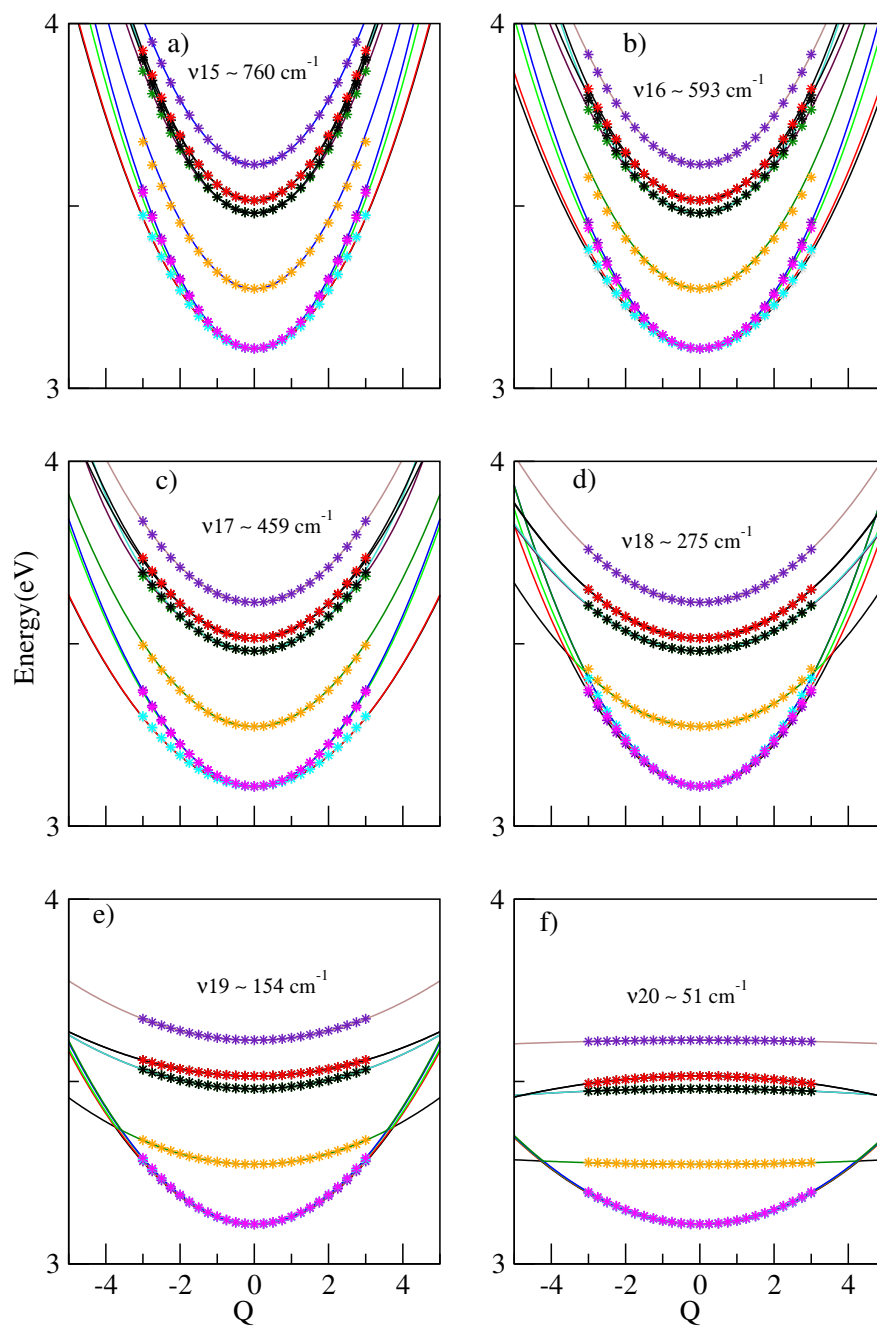 4
a)
ν15 ~ 760 cm-1
3
4
b)
ν16 ~ 593 cm-1
3
Energy(eV)
4
c)
ν17 ~ 459 cm-1
3
4
d)
ν18 ~ 275 cm-1
3
4
e)
ν19 ~ 154 cm-1
3
-4 -2 0 2 4
Q
4
f)
ν20 ~ 51 cm-1
3
-4 -2 0 2 4
Q